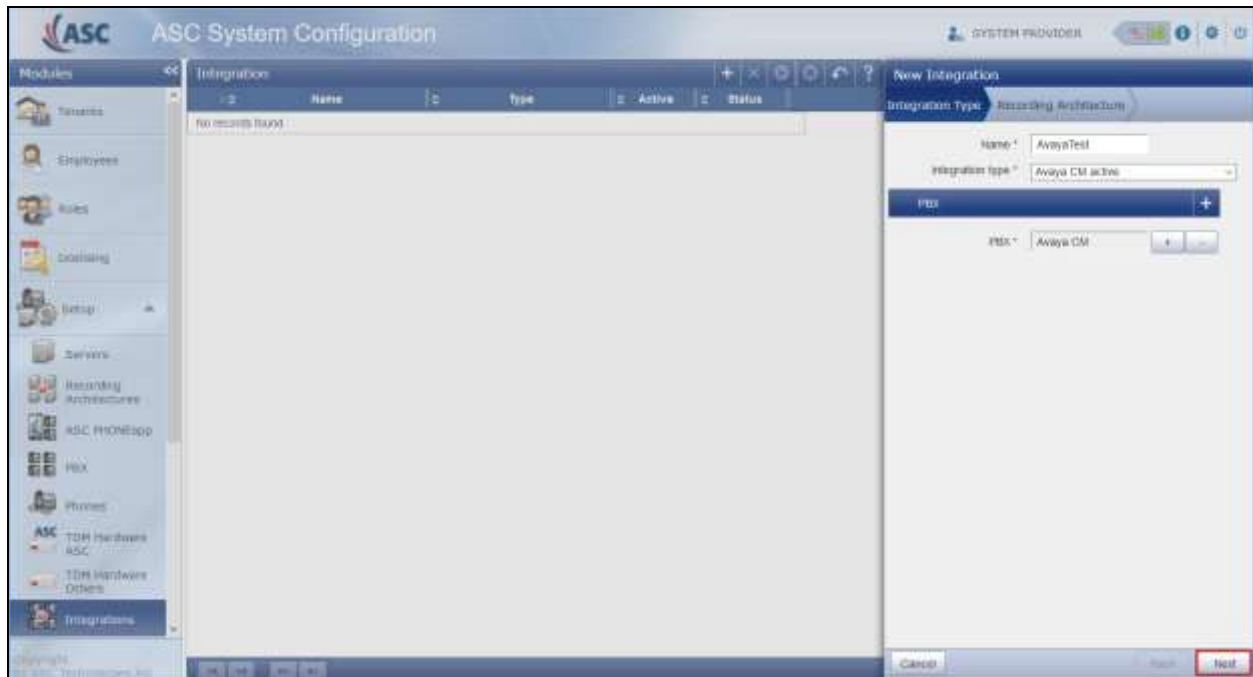 ASC
ASC System Configuration
SYSTEM PROVIDER
Modules
Integration
New Integration
Name
Type
Active
Status
Integration Type
Recording Architecture
No records found
Tenants
Employees
Roles
Licensing
Setup
Servers
Recording
Architectures
ASC PHONEapp
PBX
Phones
ASC
TDM Hardware
ASC
TDM Hardware
Others
Integrations
Name *
AvayaTest
Integration type *
Avaya CM active
PBX
PBX *
Avaya CM
Cancel
Back
Next